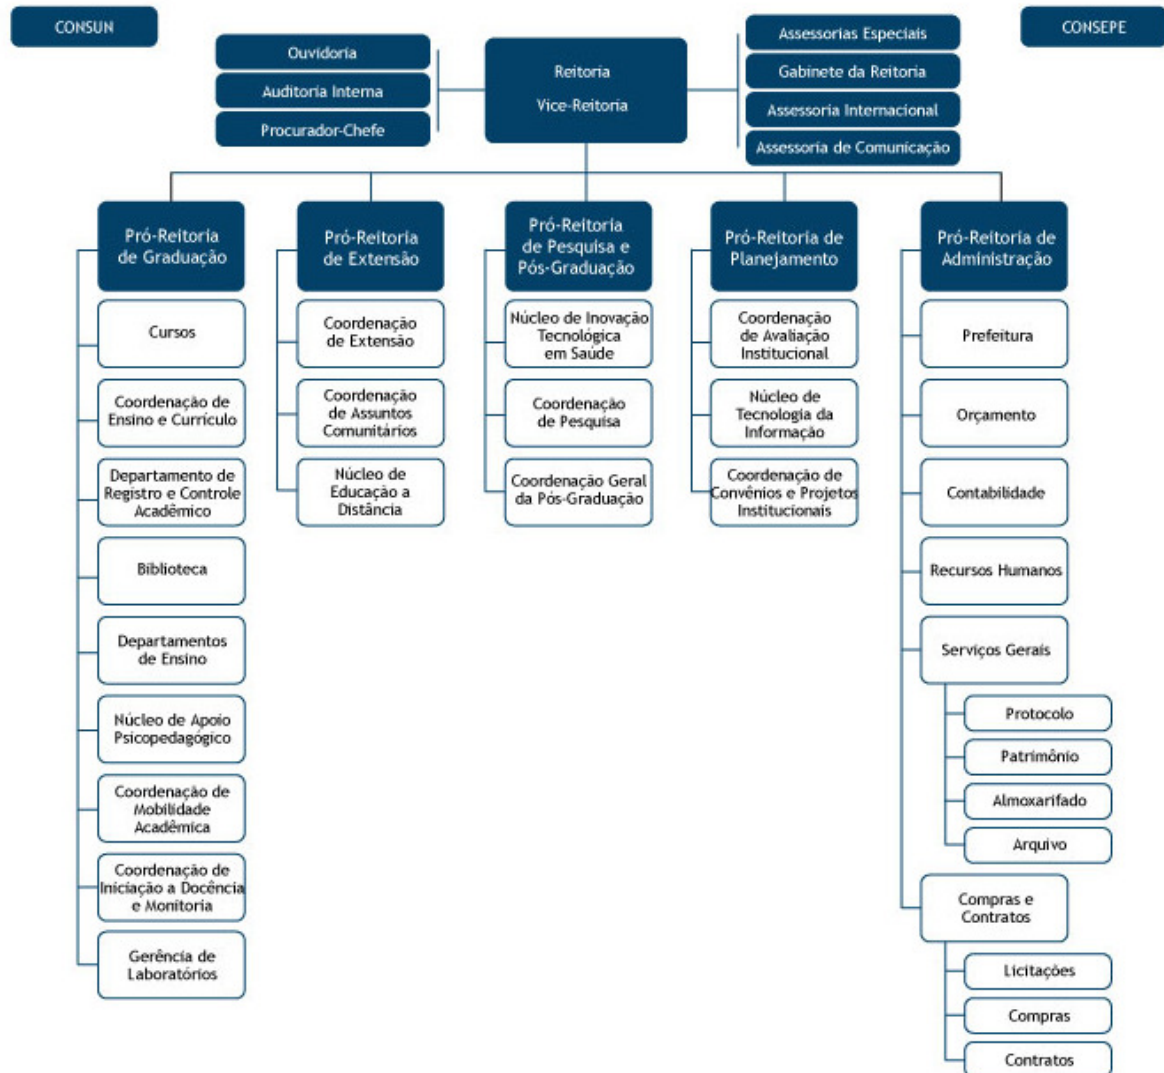 CONSUN
CONSEPE
Ouvidoria
Auditoria Interna
Procurador-Chefe
Reitoria
Vice-Reitoria
Assessorias Especiais
Gabinete da Reitoria
Assessoria Internacional
Assessoria de Comunicação
Pró-Reitoria
de Graduação
Cursos
Coordenação de
Ensino e Currículo
Departamento de
Registro e Controle
Acadêmico
Biblioteca
Departamentos
de Ensino
Núcleo de Apoio
Psicopedagógico
Coordenação de
Mobilidade
Acadêmica
Coordenação de
Iniciação a Docência
e Monitoria
Gerência de
Laboratórios
Pró-Reitoria
de Extensão
Coordenação
de Extensão
Coordenação
de Assuntos
Comunitários
Núcleo de
Educação a
Distância
Pró-Reitoria
de Pesquisa e
Pós-Graduação
Núcleo de Inovação
Tecnológica
em Saúde
Coordenação
de Pesquisa
Coordenação Geral
da Pós-Graduação
Pró-Reitoria de
Planejamento
Coordenação
de Avaliação
Institucional
Núcleo de
Tecnologia da
Informação
Coordenação de
Convênios e Projetos
Institucionais
Pró-Reitoria de
Administração
Prefeitura
Orçamento
Contabilidade
Recursos Humanos
Serviços Gerais
Protocolo
Patrimônio
Almoxarifado
Arquivo
Compras e
Contratos
Licitações
Compras
Contratos